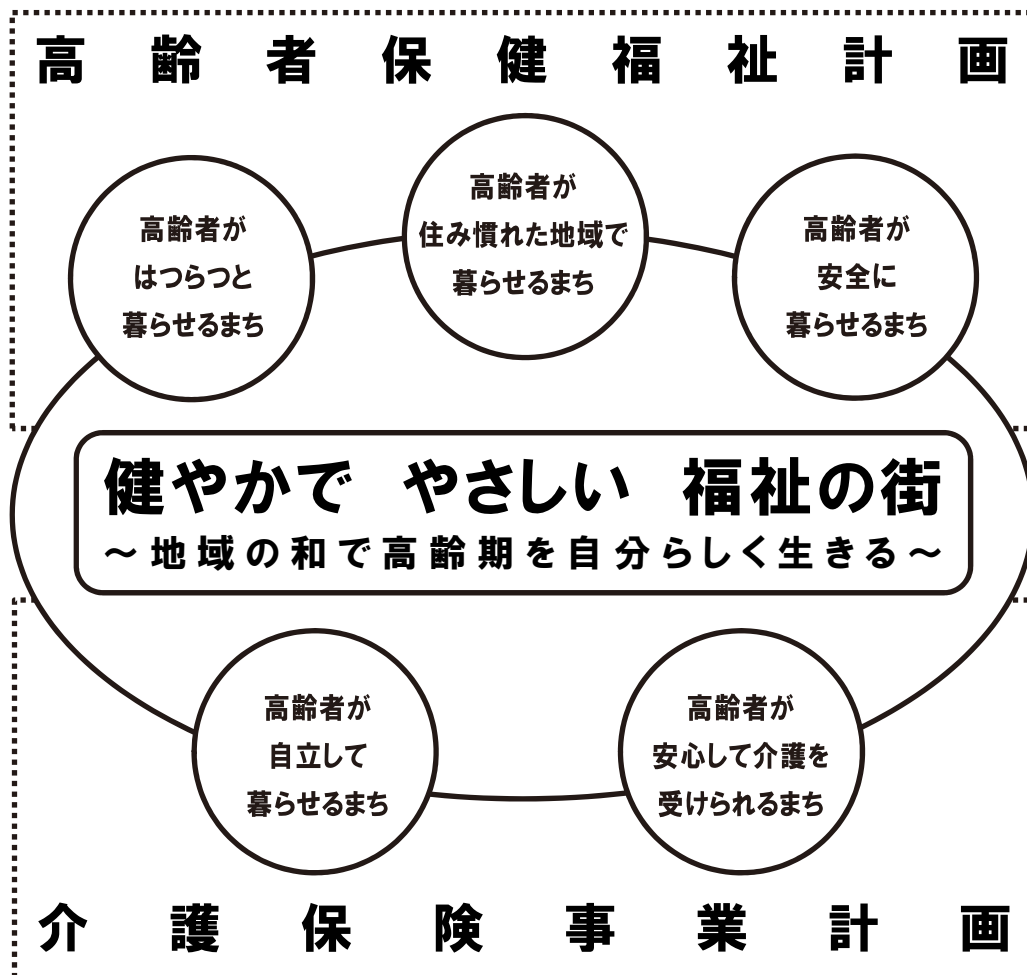 高齢者保健福祉計画
高齢者が
はつらつと
暮らせるまち
高齢者が
住み慣れた地域で
暮らせるまち
高齢者が
安全に
暮らせるまち
健やかで やさしい 福祉の街
～地域の和で高齢期を自分らしく生きる～
高齢者が
自立して
暮らせるまち
高齢者が
安心して介護を
受けられるまち
介護保険事業計画